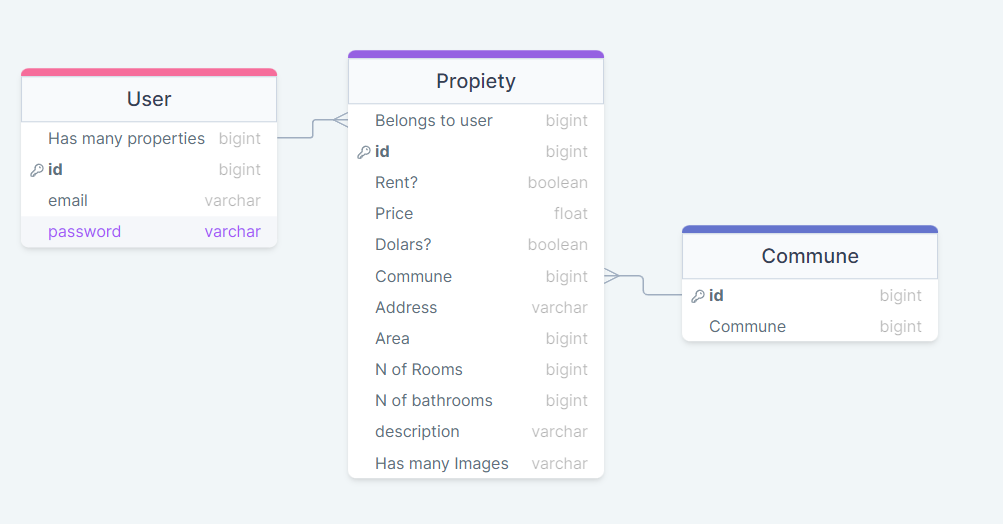 User
Has many properties bigint
id bigint
email varchar
password varchar
Propiety
Belongs to user bigint
id bigint
Rent? boolean
Price float
Dolars? boolean
Commune bigint
Address varchar
Area bigint
N of Rooms bigint
N of bathrooms bigint
description varchar
Has many Images varchar
Commune
id bigint
Commune bigint